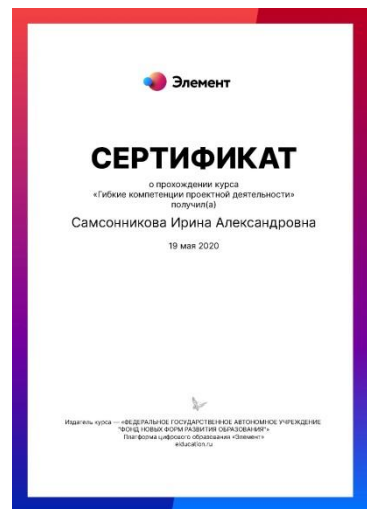 Элемент
СЕРТИФИКАТ
о прохождении курса
«Гибкие компетенции проектной деятельности»
получил(а)
Самсонникова Ирина Александровна
19 мая 2020
Издатель курса — «ФЕДЕРАЛЬНОЕ ГОСУДАРСТВЕННОЕ АВТОНОМНОЕ УЧРЕЖДЕНИЕ
"ФОНД НОВЫХ ФОРМ РАЗВИТИЯ ОБРАЗОВАНИЯ"»
Платформа цифрового образования «Элемент»
elducation.ru